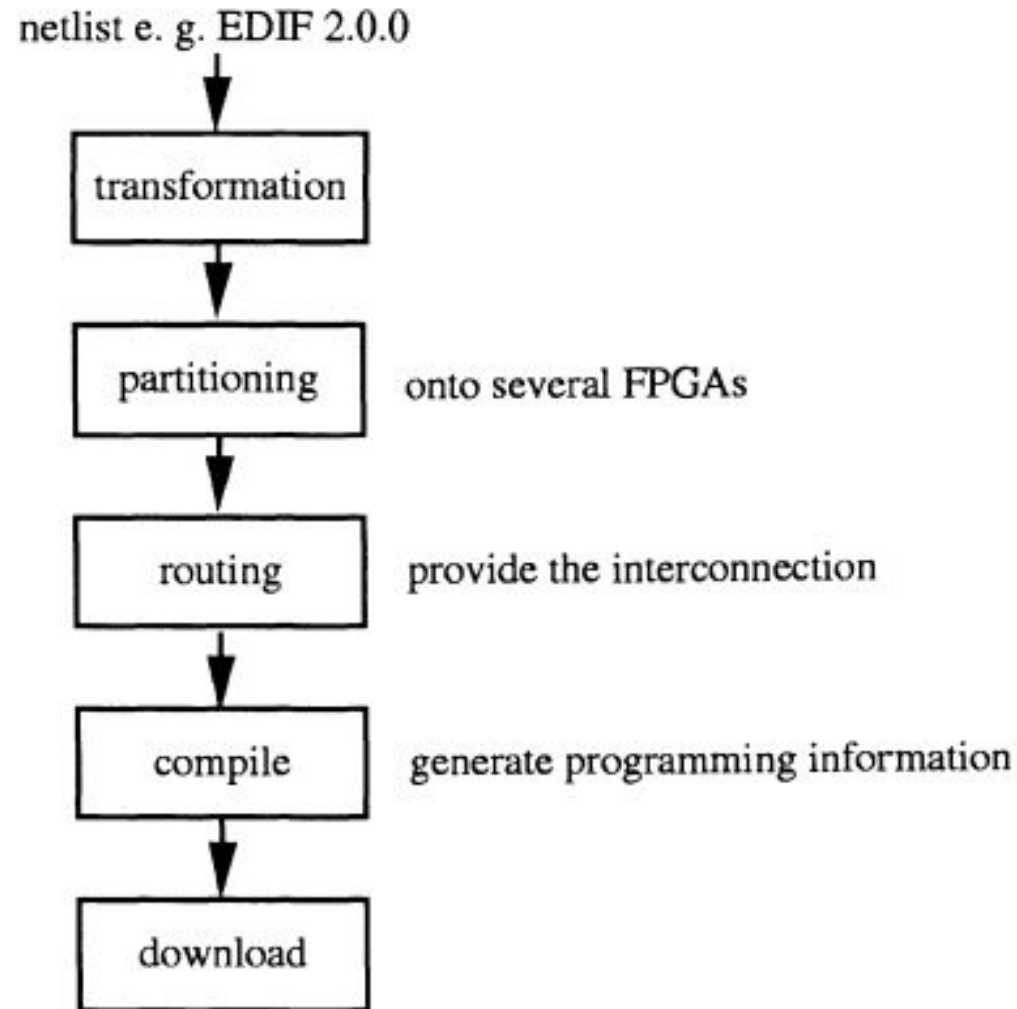 netlist e. g. EDIF 2.0.0
transformation
partitioning
onto several FPGAs
routing
provide the interconnection
compile
generate programming information
download